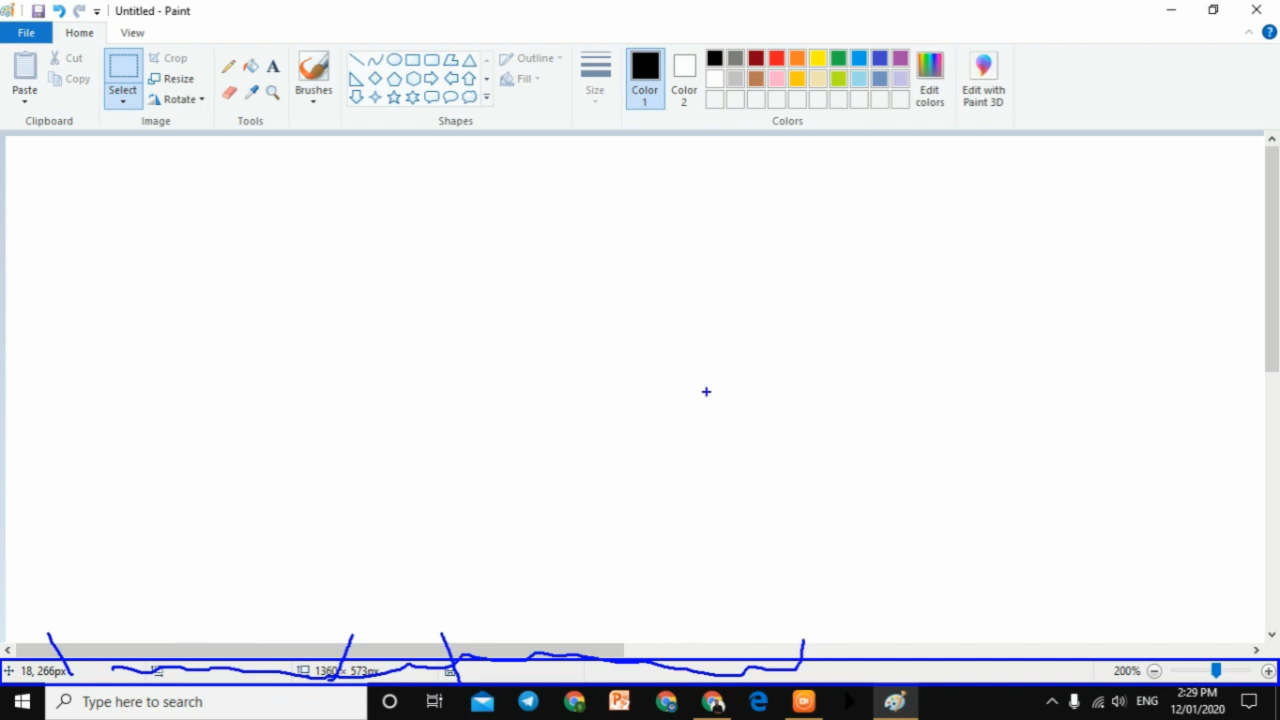 Untitled - Paint
File Home View
Paste
Cut
Copy
Clipboard
Select
Crop
Resize
Rotate
Image
A
Tools
Brushes
Outline
Fill
Shapes
Size
Color 1
Color 2
Edit colors
Colors
Edit with Paint 3D
18, 266px
1360 × 573px
200%
Type here to search
ENG
2:29 PM
12/01/2020